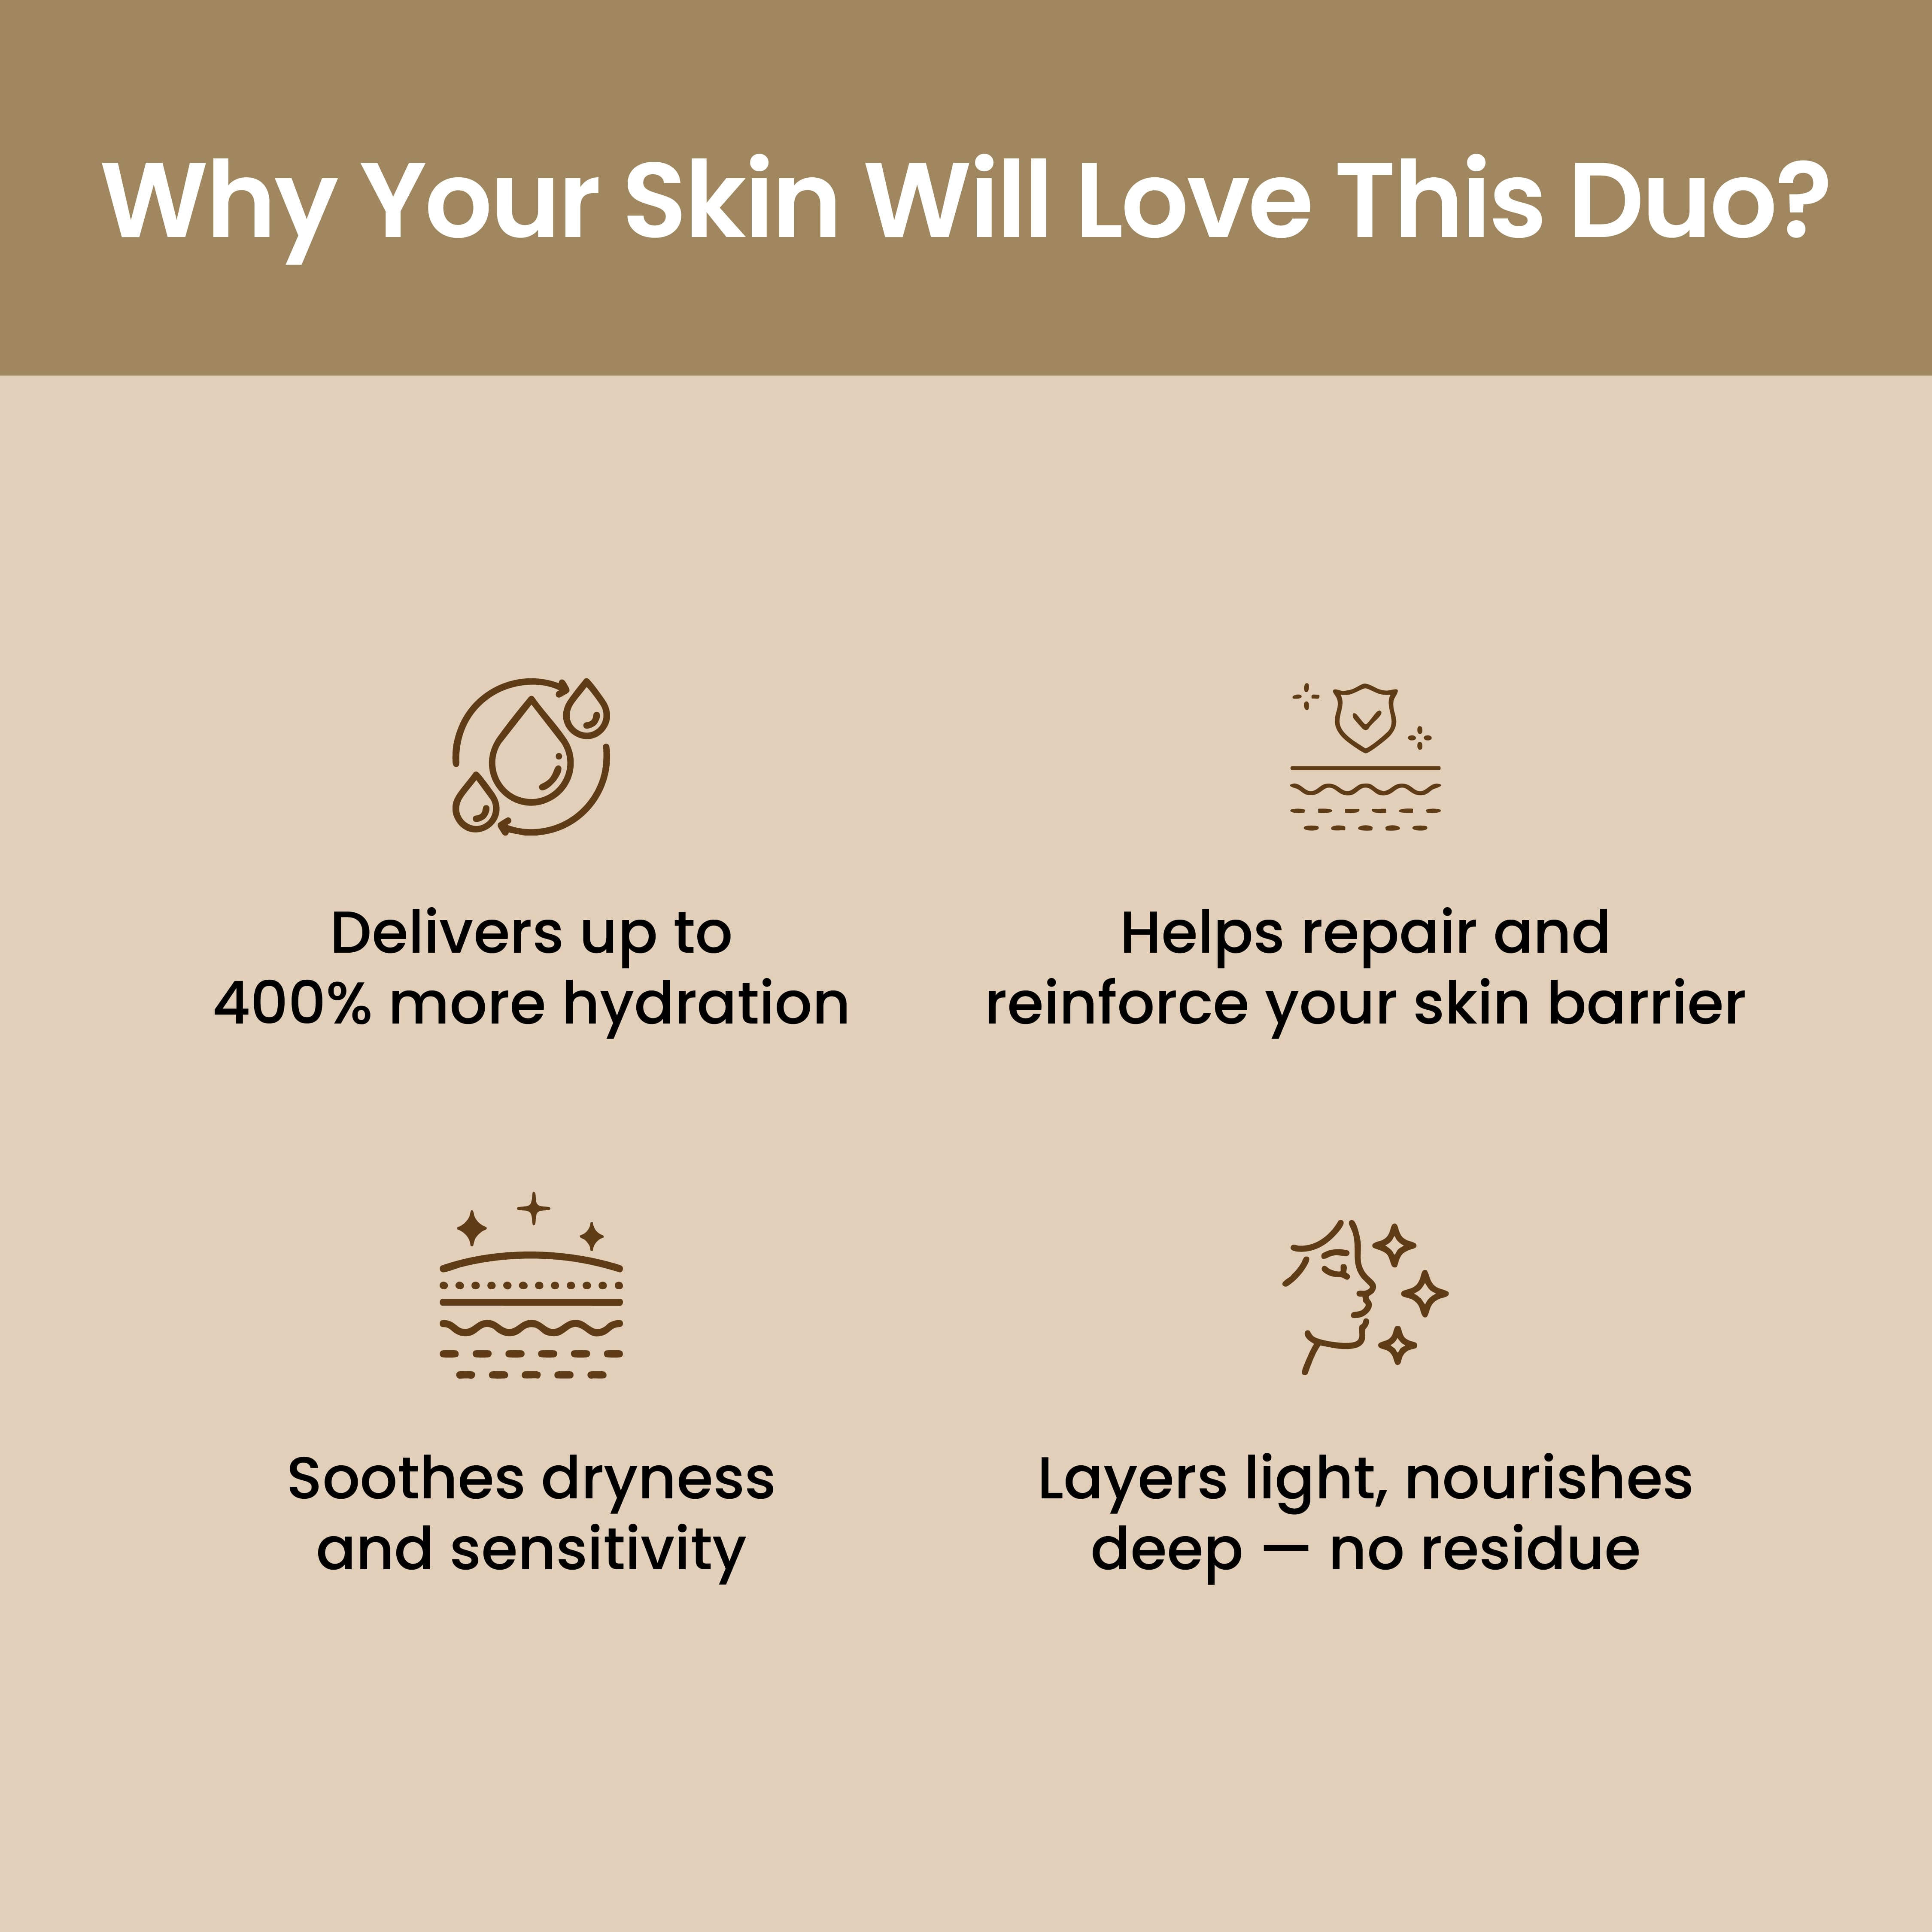 Why Your Skin Will Love This Duo?
Delivers up to
400% more hydration
Helps repair and
reinforce your skin barrier
Soothes dryness
and sensitivity
Layers light, nourishes
deep — no residue